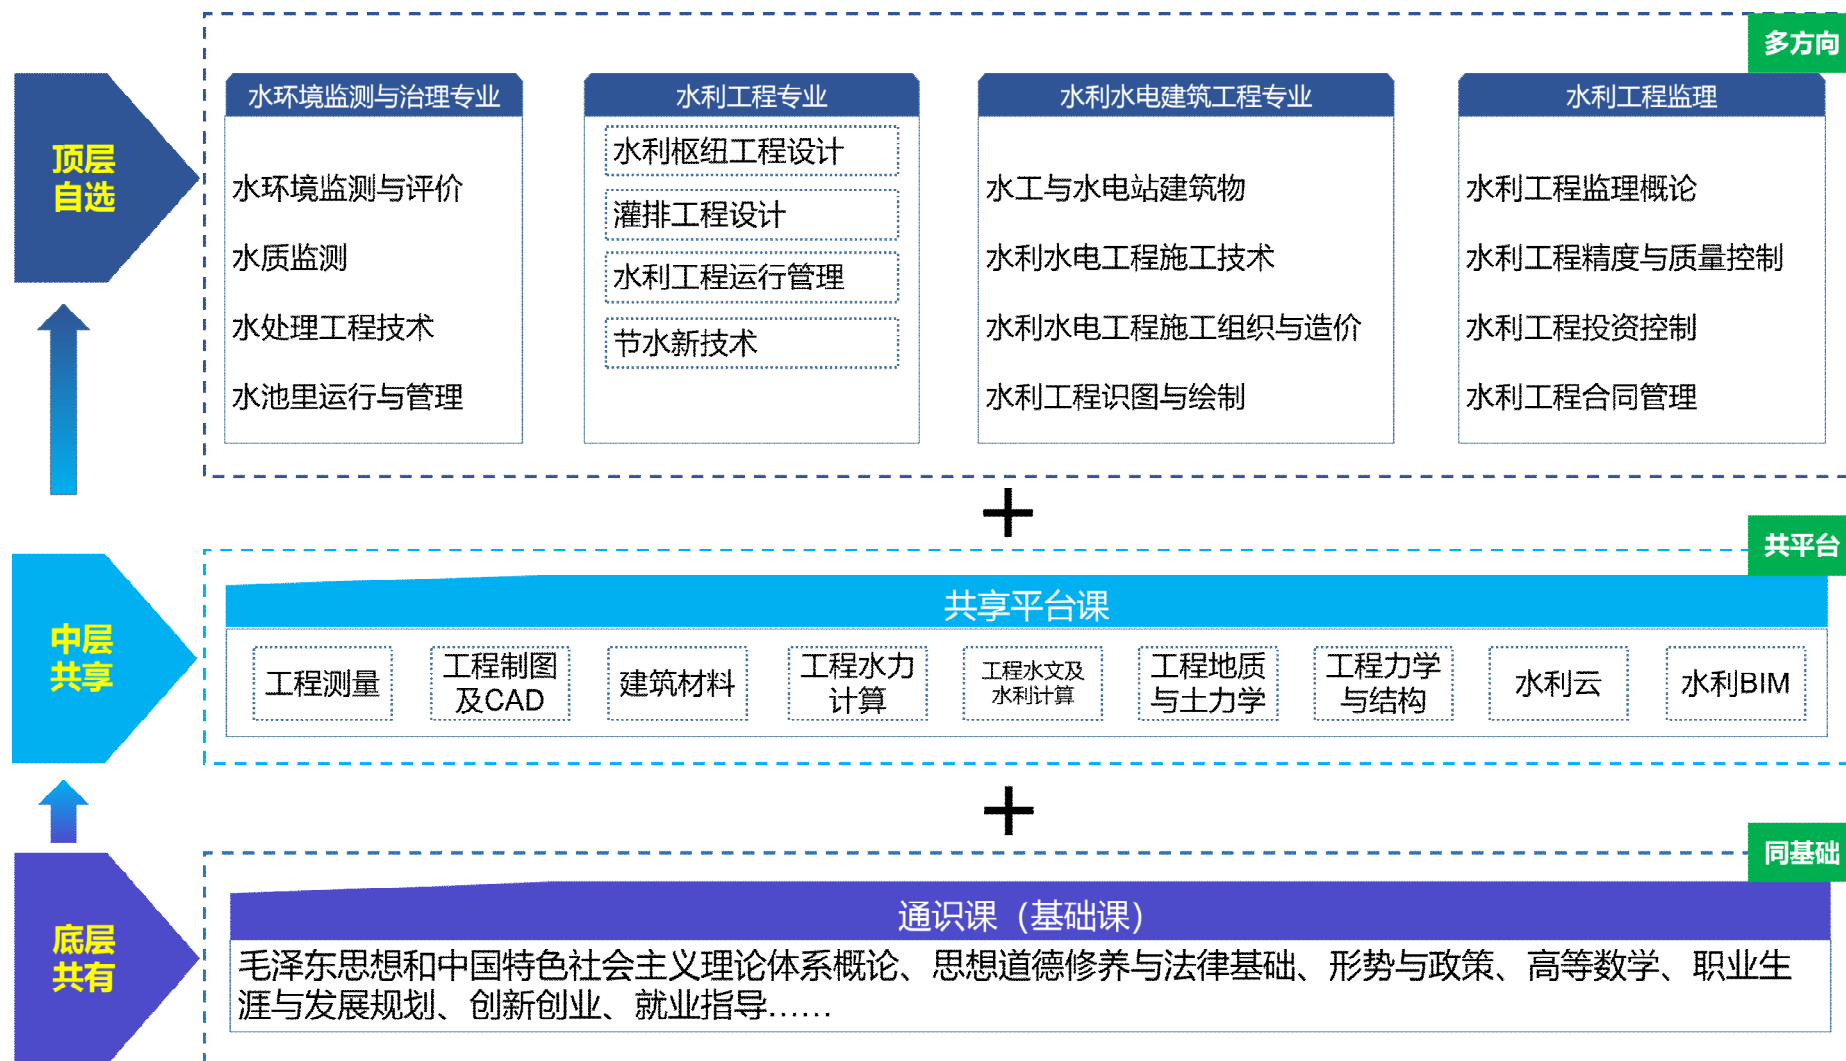 多方向
顶层
自选
水环境监测与治理专业
水环境监测与评价
水质监测
水处理工程技术
水池里运行与管理
水利工程专业
水利枢纽工程设计
灌排工程设计
水利工程运行管理
节水新技术
水利水电建筑工程专业
水工与水电站建筑物
水利水电工程施工技术
水利水电工程施工组织与造价
水利工程识图与绘制
水利工程监理
水利工程监理概论
水利工程精度与质量控制
水利工程投资控制
水利工程合同管理
+
共平台
中层
共享
共享平台课
工程测量
工程制图
及CAD
建筑材料
工程水力
计算
工程水文及
水利计算
工程地质
与土力学
工程力学
与结构
水利云
水利BIM
+
同基础
底层
共有
通识课（基础课）
毛泽东思想和中国特色社会主义理论体系概论、思想道德修养与法律基础、形势与政策、高等数学、职业生
涯与发展规划、创新创业、就业指导……